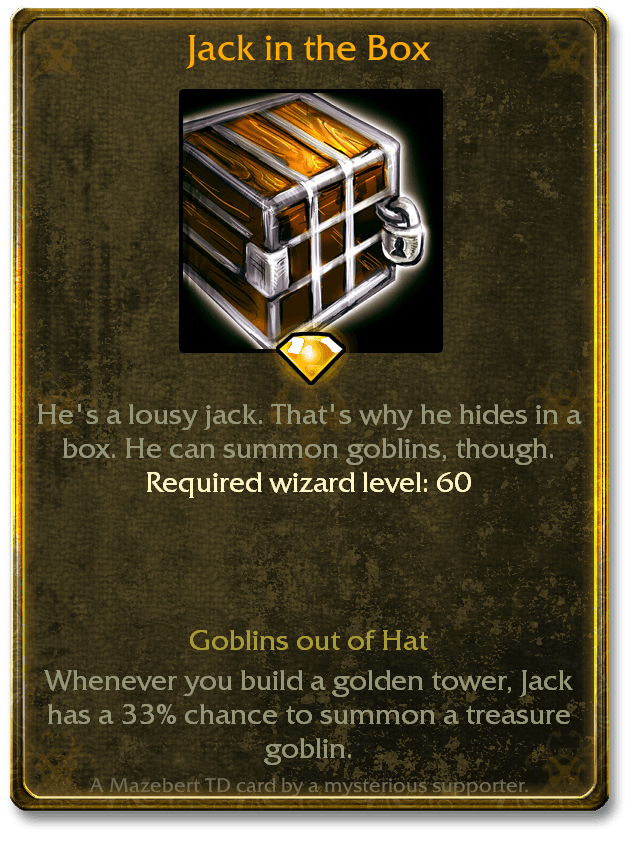 Jack in the Box
He's a lousy jack. That's why he hides in a
box. He can summon goblins, though.
Required wizard level: 60
Goblins out of Hat
Whenever you build a golden tower, Jack
has a 33% chance to summon a treasure
goblin.
A Mazebert TD card by a mysterious supporter.